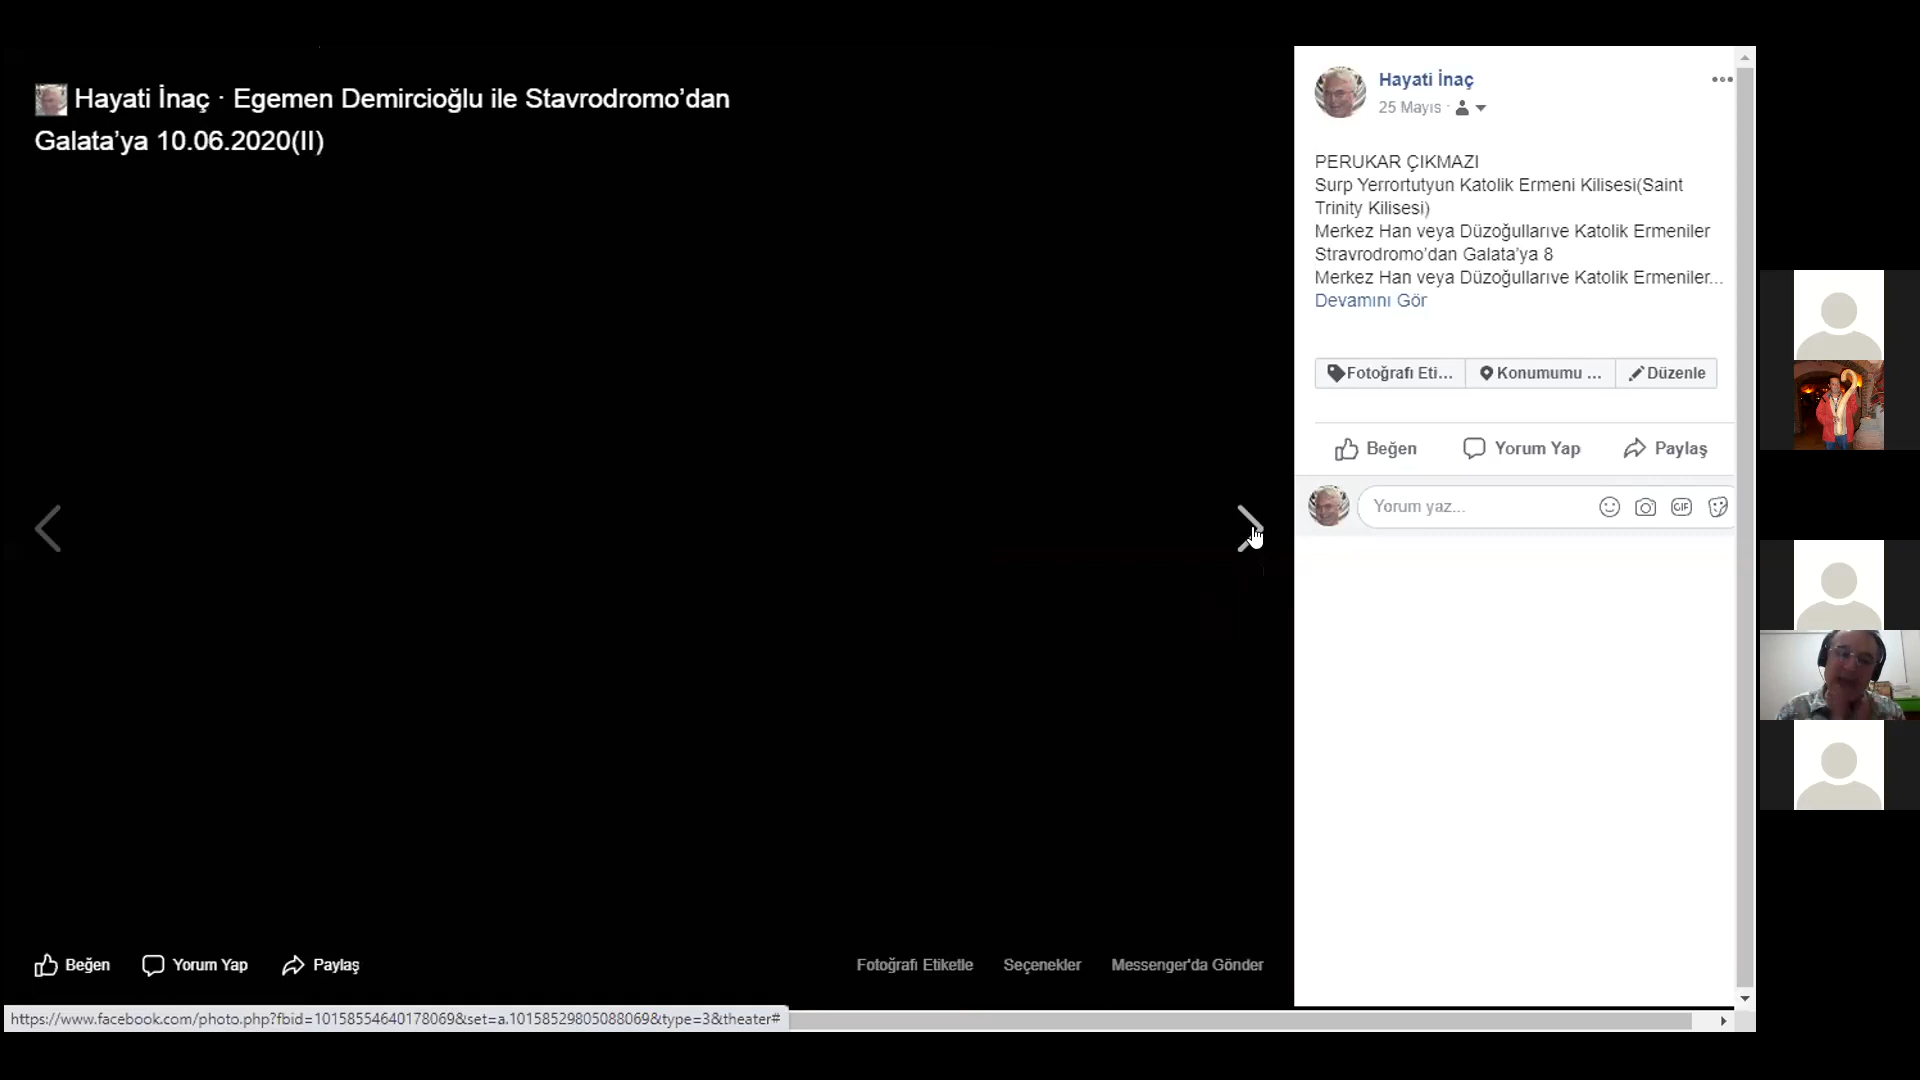 Hayati İnaç · Egemen Demircioğlu ile Stavrodromo’dan
Galata’ya 10.06.2020(II)
Hayati İnaç
25 Mayıs ·
PERUKAR ÇIKMAZI
Surp Yerrortutyun Katolik Ermeni Kilisesi(Saint
Trinity Kilisesi)
Merkez Han veya Düzoğullarıve Katolik Ermeniler
Stravrodromo’dan Galata’ya 8
Merkez Han veya Düzoğullarıve Katolik Ermeniler...
Devamını Gör
Fotoğrafı Eti... Konumumu ... Düzenle
Beğen Yorum Yap Paylaş
Yorum yaz... GIF
Beğen Yorum Yap Paylaş Fotoğrafı Etiketle Seçenekler Messenger'da Gönder
https://www.facebook.com/photo.php?fbid=10158554640178069&set=a.10158529805088069&type=3&theater#